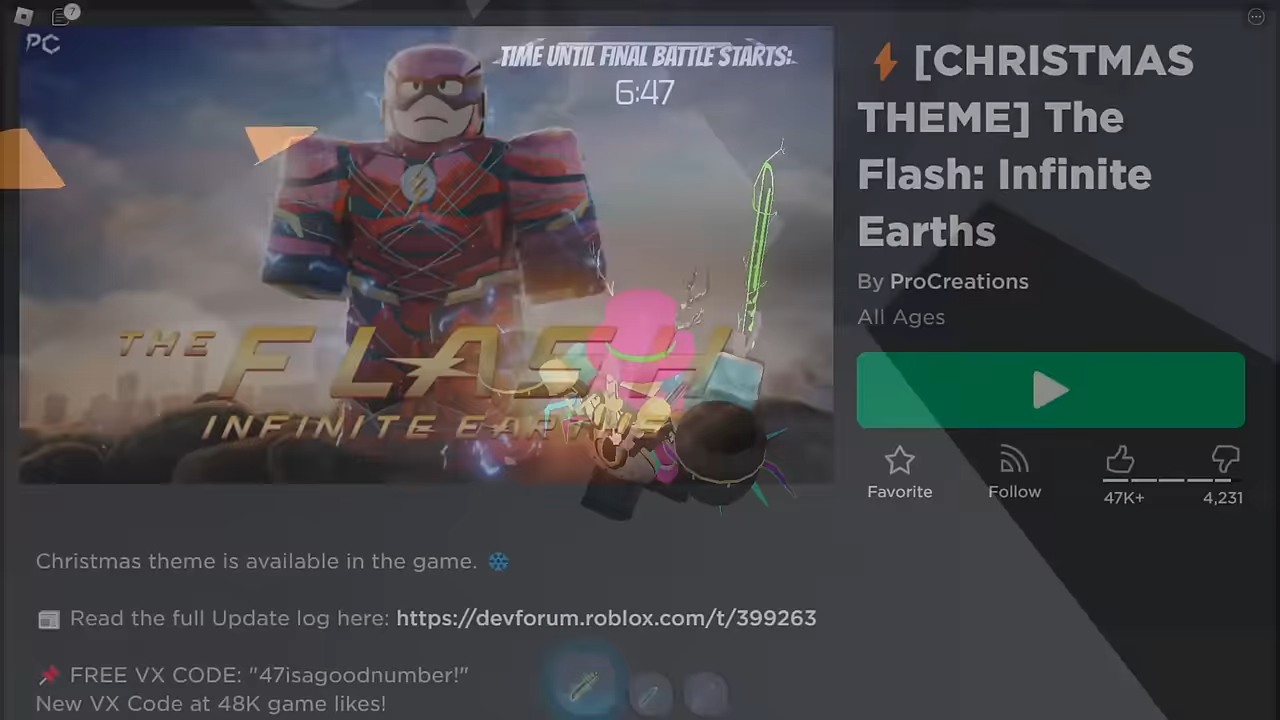 7
PC
TIME UNTIL FINAL BATTLE STARTS:
6:47
THE FLASH
INFINITE EARTHS
[CHRISTMAS
THEME] The
Flash: Infinite
Earths
By ProCreations
All Ages
Favorite
Follow
47K+
4,231
Christmas theme is available in the game.
Read the full Update log here: https://devforum.roblox.com/t/399263
FREE VX CODE: "47isagoodnumber!"
New VX Code at 48K game likes!